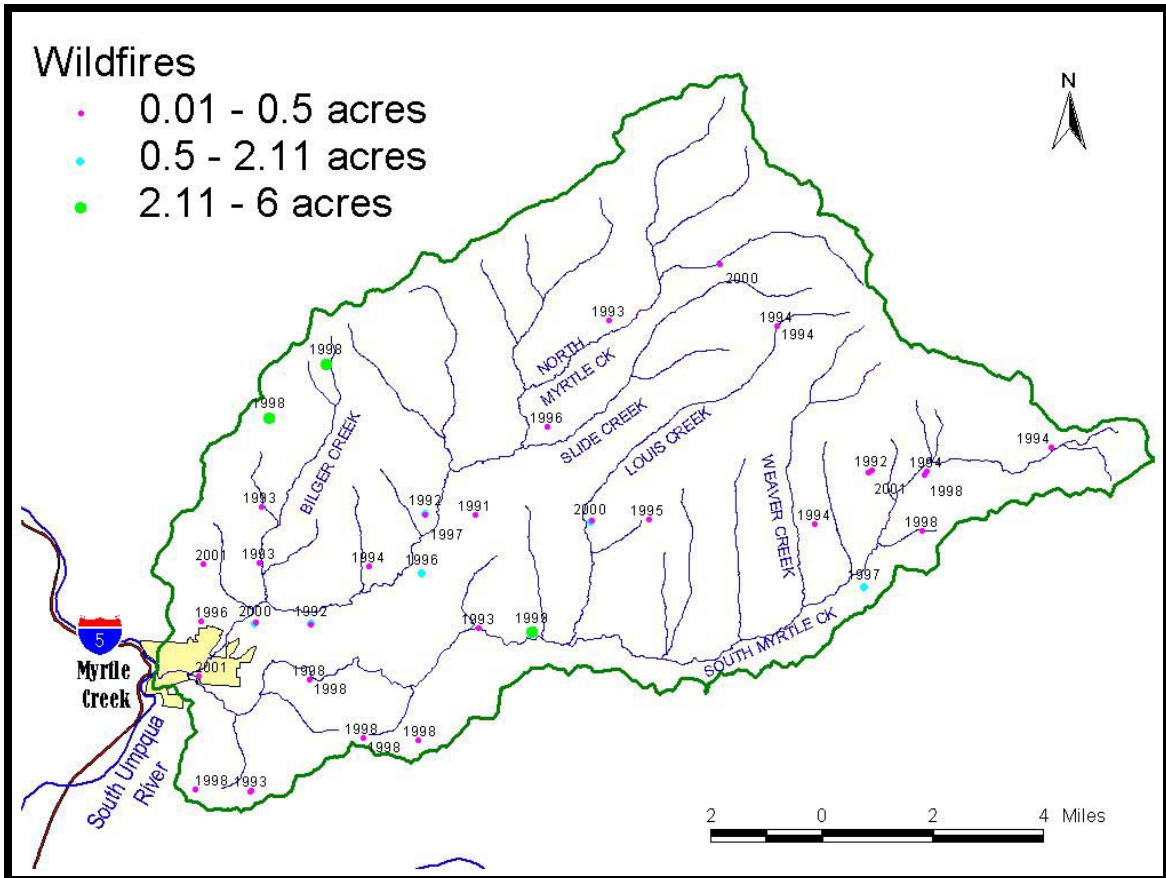 Wildfires
0.01 - 0.5 acres
0.5 - 2.11 acres
2.11 - 6 acres
N
2000
1993
1994
1994
NORTH
MYRTLE CK
1998
1998
1996
SLIDE CREEK
LOUIS CREEK
BILGER CREEK
WEAVER CREEK
1994
1992
1994
2001
1998
1993
1992
1991
1997
2000
1995
1994
1998
2001
1993
1994
1996
1997
1996
2000
1992
1993
1999
SOUTH MYRTLE CK
5
Myrtle
Creek
2001
1998
1998
South Umpqua
River
1998
1998
1998
1998
1993
2 0 2 4 Miles